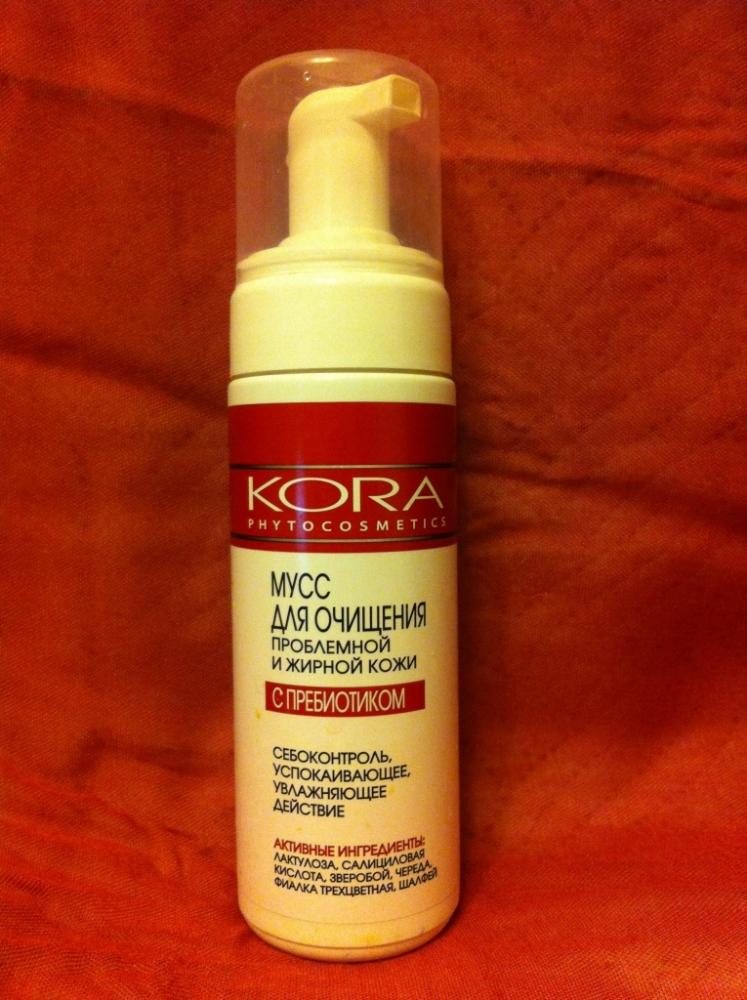 KORA
PHYTOCOSMETICS
МУСС
ДЛЯ ОЧИЩЕНИЯ
ПРОБЛЕМНОЙ
И ЖИРНОЙ КОЖИ
С ПРЕБИОТИКОМ
СЕБОКОНТРОЛЬ,
УСПОКАИВАЮЩЕЕ,
УВЛАЖНЯЮЩЕЕ
ДЕЙСТВИЕ
АКТИВНЫЕ ИНГРЕДИЕНТЫ:
ЛАКТУЛОЗА, САЛИЦИЛОВАЯ
КИСЛОТА, ЗВЕРОБОЙ, ЧЕРЕДА,
ФИАЛКА ТРЕХЦВЕТНАЯ, ШАЛФЕЙ